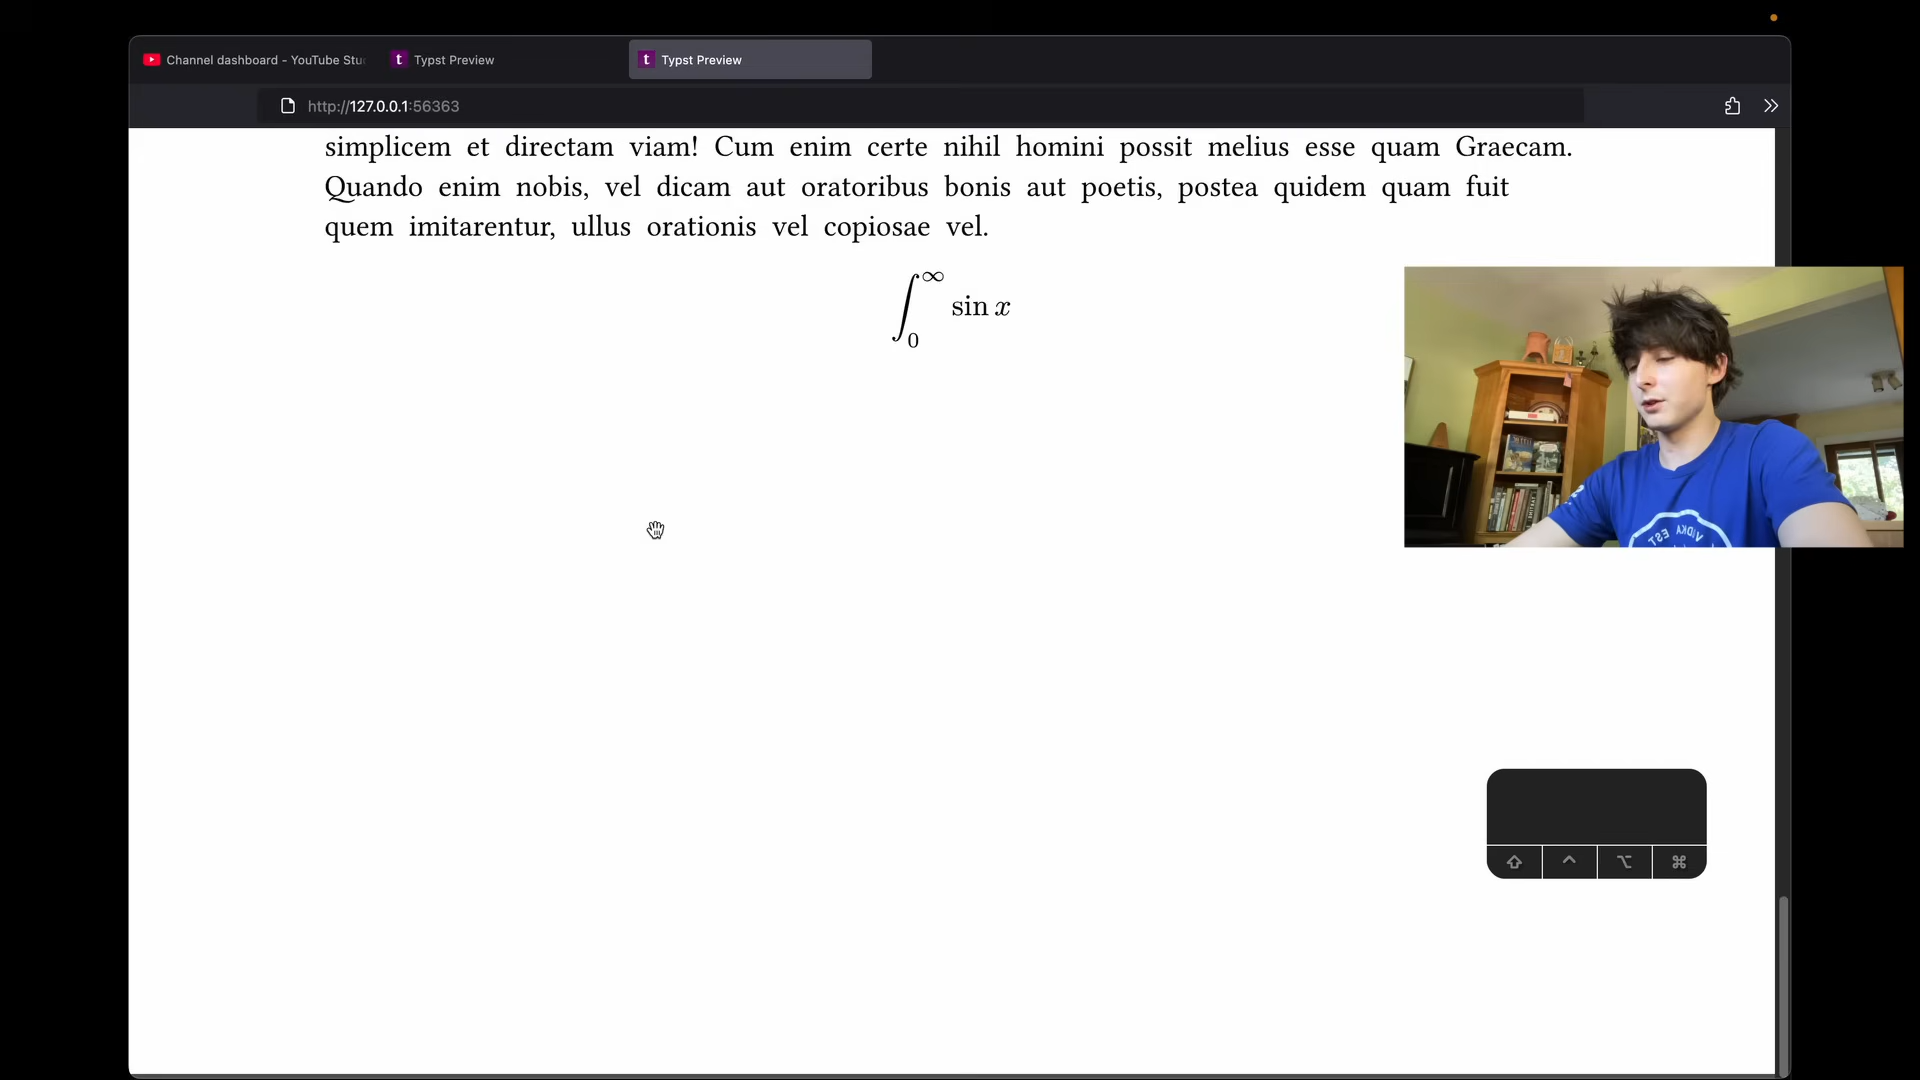 Channel dashboard - YouTube Stu
Typst Preview
Typst Preview
http://127.0.0.1:56363
simplicem et directam viam! Cum enim certe nihil homini possit melius esse quam Graecam.
Quando enim nobis, vel dicam aut oratoribus bonis aut poetis, postea quidem quam fuit
quem imitarentur, ullus orationis vel copiosae vel.
∫₀^∞ sin x